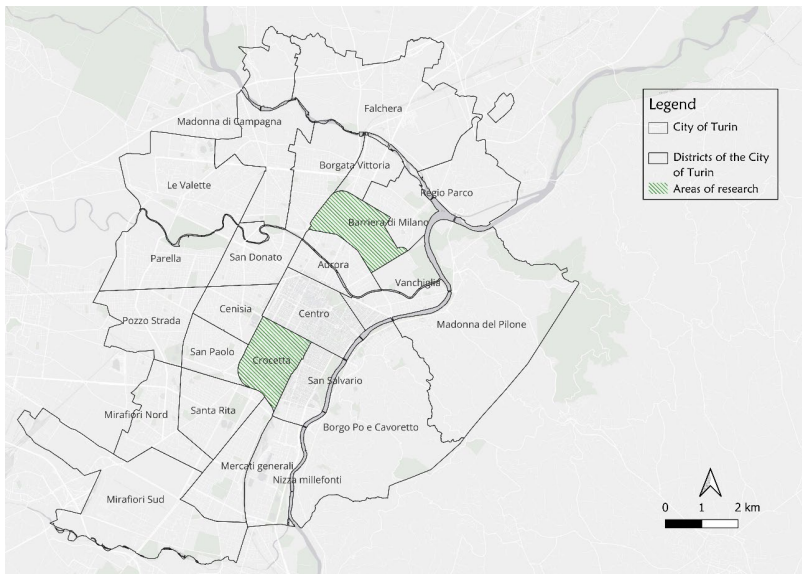 Falchera
Madonna di Campagna
Borgata Vittoria
Le Valette
Regio Parco
Barriera di Milano
Parella
San Donato
Aurora
Vanchiglia
Cenisia
Centro
Pozzo Strada
Madonna del Pilone
San Paolo
Crocetta
San Salvario
Mirafiori Nord
Santa Rita
Borgo Po e Cavoretto
Mercati generali
Nizza millefonti
Mirafiori Sud
Legend
City of Turin
Districts of the City
of Turin
Areas of research
0 1 2 km